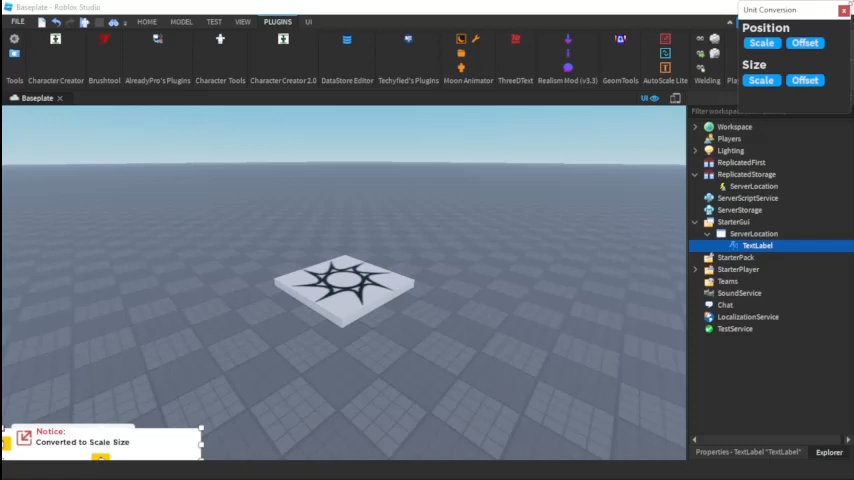 Baseplate - Roblox Studio
Unit Conversion
x
FILE
HOME
MODEL
TEST
VIEW
PLUGINS
UI
Position
Scale
Offset
Size
Scale
Offset
Tools
CharacterCreator
Brushtool
AlreadyPro's Plugins
Character Tools
CharacterCreator 2.0
DataStore Editor
Techyfied's Plugins
Moon Animator
ThreeDText
Realism Mod (v3.3)
GeomTools
AutoScale Lite
Welding
Baseplate
UI
Workspace
Players
Lighting
ReplicatedFirst
ReplicatedStorage
ServerLocation
ServerScriptService
ServerStorage
StarterGui
ServerLocation
TextLabel
StarterPack
StarterPlayer
Teams
SoundService
Chat
LocalizationService
TestService
Notice:
Converted to Scale Size
Properties - TextLabel "TextLabel"
Explorer